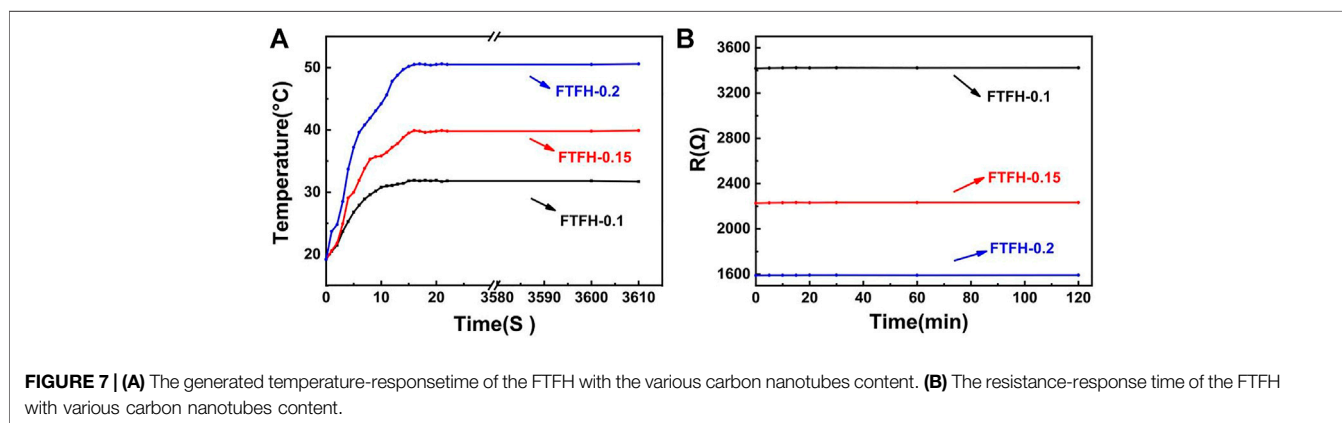 A
B
Temperature(°C)
50
40
30
20
FTFH-0.2
FTFH-0.15
FTFH-0.1
0 10 20 3580 3590 3600 3610
Time(S )
R(Ω)
3600
3200
2800
2400
2000
1600
FTFH-0.1
FTFH-0.15
FTFH-0.2
0 20 40 60 80 100 120
Time(min)
FIGURE 7 | (A) The generated temperature-responsetime of the FTFH with the various carbon nanotubes content. (B) The resistance-response time of the FTFH
with various carbon nanotubes content.